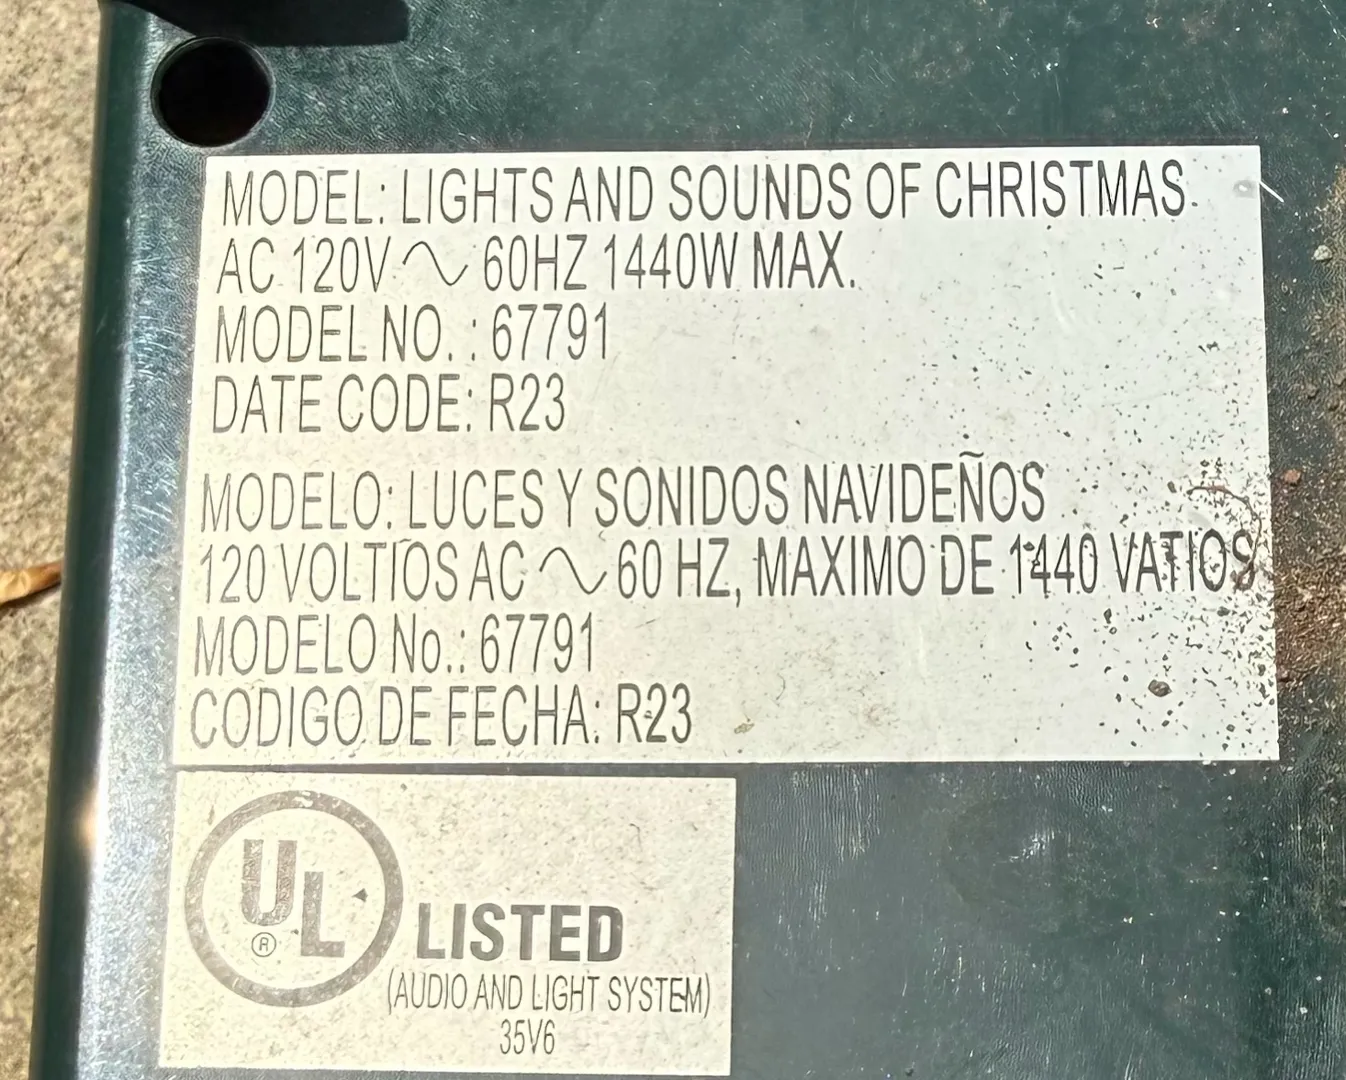 MODEL: LIGHTS AND SOUNDS OF CHRISTMAS
AC 120V ~ 60HZ 1440W MAX.
MODEL NO. : 67791
DATE CODE: R23
MODELO: LUCES Y SONIDOS NAVIDEÑOS
120 VOLTIOS AC ~ 60 HZ, MAXIMO DE 1440 VATIOS
MODELO No.: 67791
CODIGO DE FECHA: R23
UL ®
LISTED
(AUDIO AND LIGHT SYSTEM)
35V6